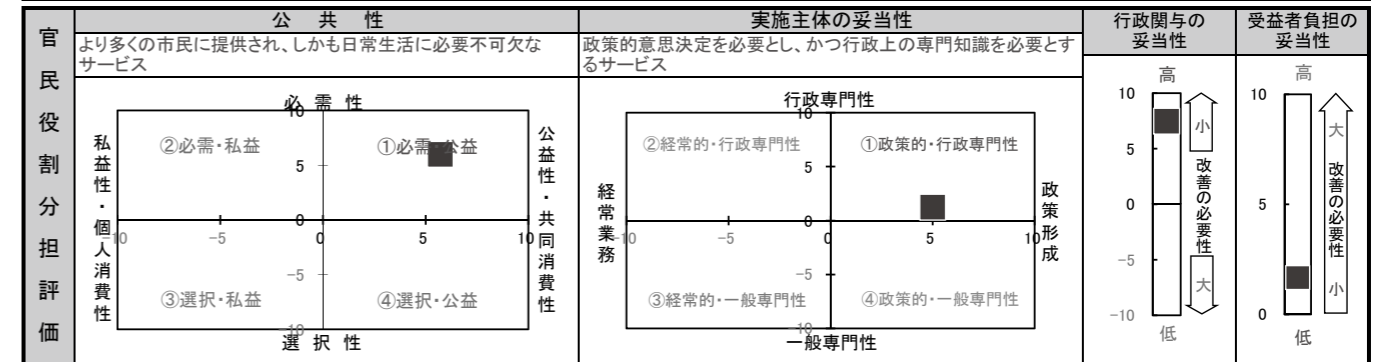 官民役割分担評価
公共性
より多くの市民に提供され、しかも日常生活に必要不可欠な
サービス
必需性
10
②必需・私益
①必需・公益
5
私益性・個人消費性
公益性・共同消費性
0
-10
-5
0
5
10
-5
③選択・私益
④選択・公益
-10
選択性
実施主体の妥当性
政策的意思決定を必要とし、かつ行政上の専門知識を必要とす
るサービス
行政専門性
10
②経常的・行政専門性
①政策的・行政専門性
5
経常業務
政策形成
0
-10
-5
0
5
10
-5
③経常的・一般専門性
④政策的・一般専門性
-10
一般専門性
行政関与の
妥当性
高
10
小
5
改善の必要性
0
-5
大
-10
低
受益者負担の
妥当性
高
10
大
改善の必要性
5
小
0
低